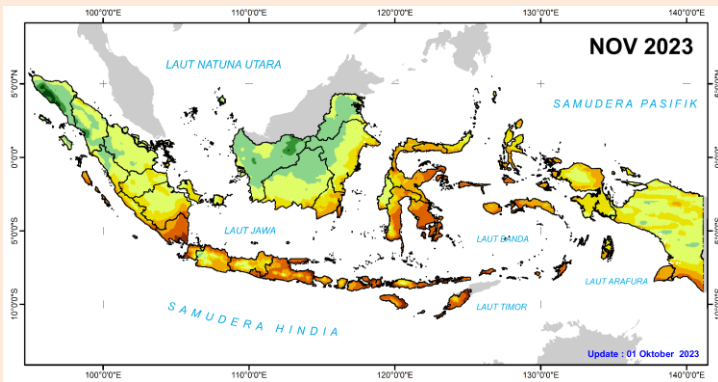 100°0'0"E 110°0'0"E 120°0'0"E 130°0'0"E 140°0'0"E
NOV 2023
LAUT NATUNA UTARA
SAMUDERA PASIFIK
5°0'0"N
0°0'0"
5°0'0"S
10°0'0"S
LAUT JAWA
LAUT BANDA
LAUT ARAFURA
LAUT TIMOR
SAMUDERA HINDIA
Update : 01 Oktober 2023
100°0'0"E 110°0'0"E 120°0'0"E 130°0'0"E 140°0'0"E